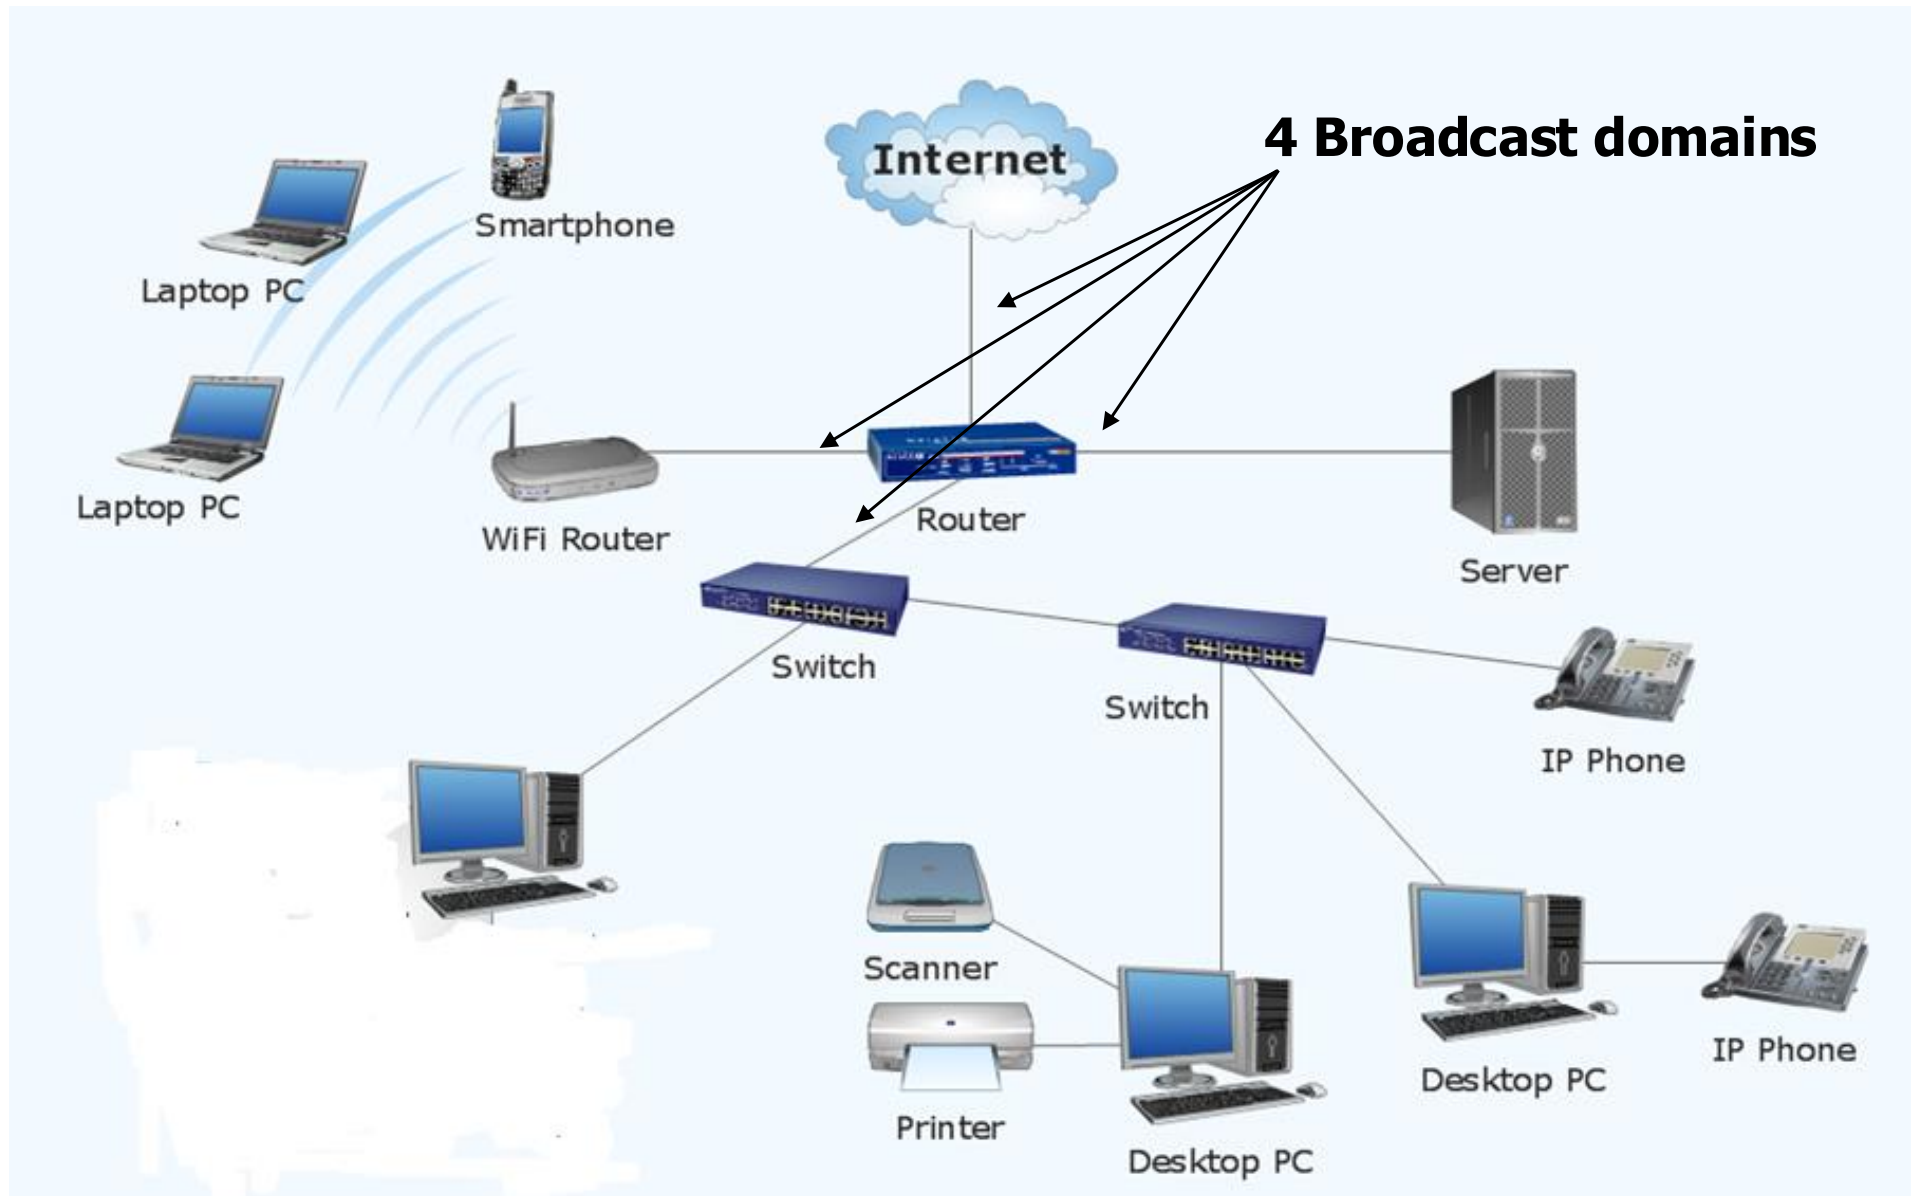 4 Broadcast domains
Internet
Smartphone
Laptop PC
Laptop PC
WiFi Router
Router
Server
Switch
Switch
IP Phone
Scanner
Printer
Desktop PC
Desktop PC
IP Phone